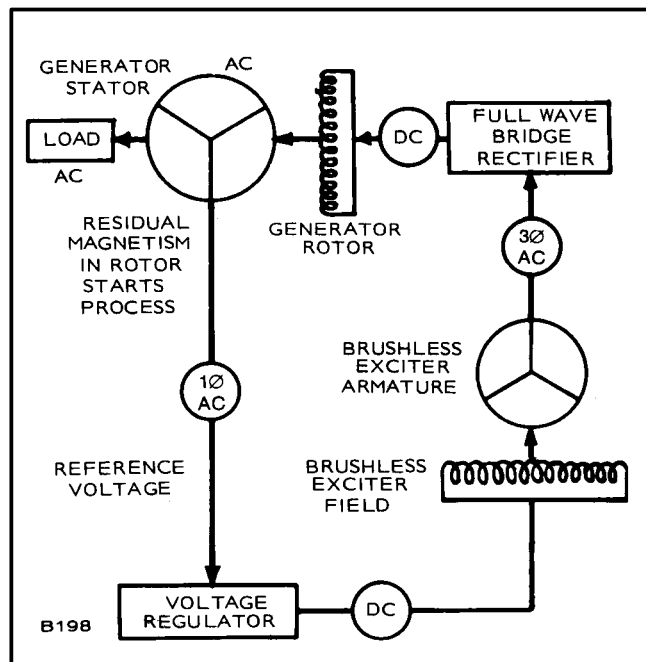 GENERATOR
STATOR
AC
LOAD
AC
RESIDUAL
MAGNETISM
IN ROTOR
STARTS
PROCESS
GENERATOR
ROTOR
DC
FULL WAVE
BRIDGE
RECTIFIER
3Ø
AC
BRUSHLESS
EXCITER
ARMATURE
1Ø
AC
REFERENCE
VOLTAGE
BRUSHLESS
EXCITER
FIELD
VOLTAGE
REGULATOR
DC
B198